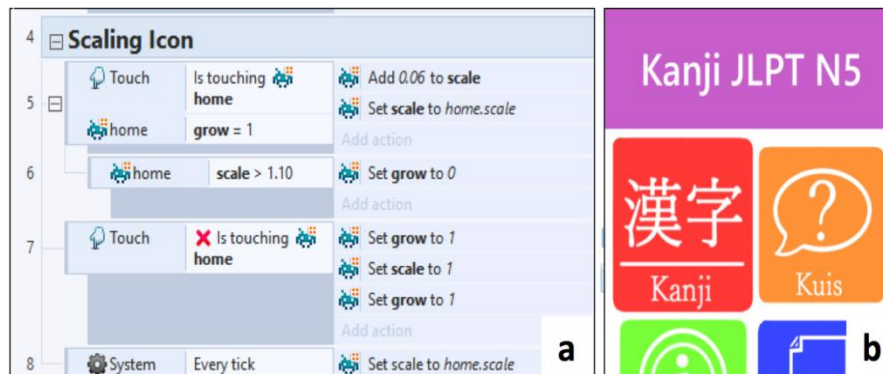 4 Scaling Icon
Touch Is touching home Add 0.06 to scale
5 Set scale to home.scale
home grow = 1 Add action
6 home scale > 1.10 Set grow to 0
Add action
7 Touch Is touching home Set grow to 1
Set scale to 1
Set grow to 1
Add action
8 System Every tick Set scale to home.scale
a
Kanji JLPT N5
漢字
Kanji
?
Kuis
b